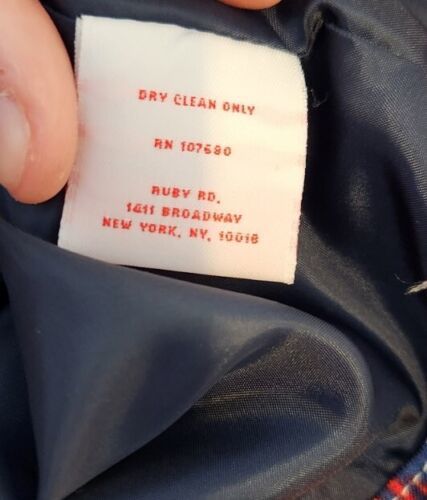 DRY CLEAN ONLY
RN 107680
RUBY RD.
1411 BROADWAY
NEW YORK, NY, 10018